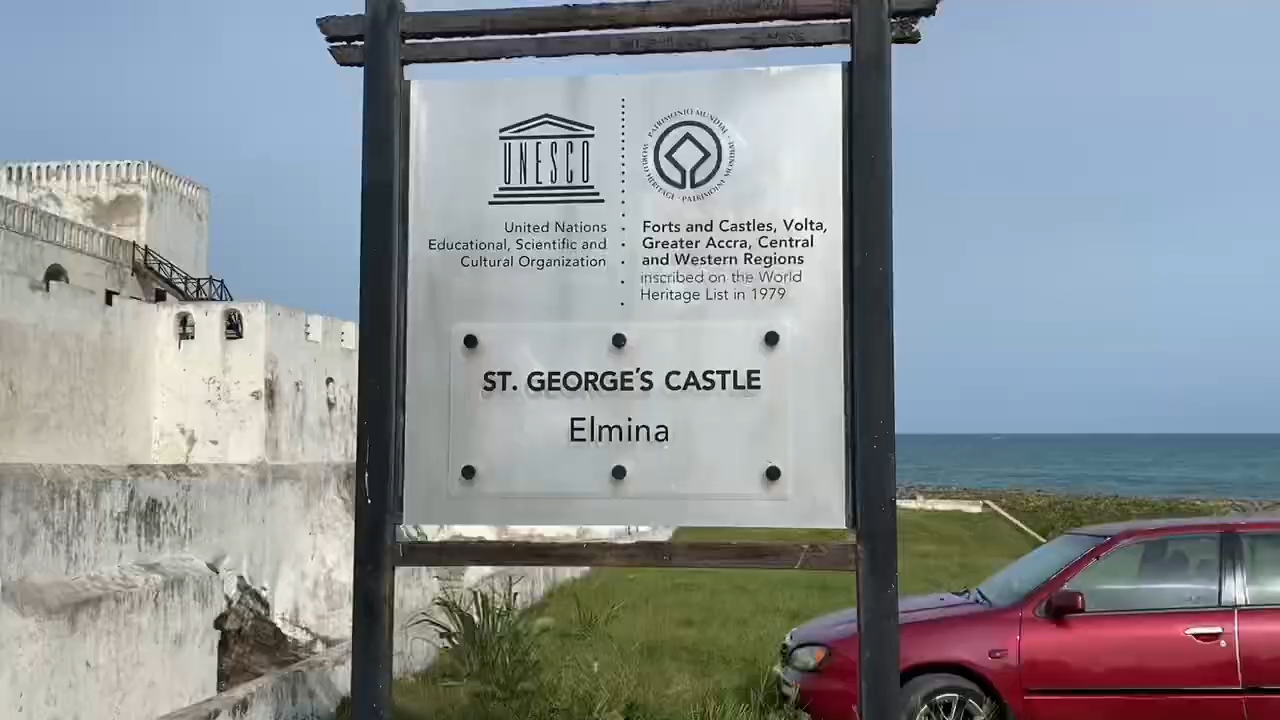 UNESCO
United Nations
Educational, Scientific and
Cultural Organization
WORLD HERITAGE · PATRIMONIO MUNDIAL · PATRIMOINE MONDIAL
Forts and Castles, Volta,
Greater Accra, Central
and Western Regions
inscribed on the World
Heritage List in 1979
ST. GEORGE'S CASTLE
Elmina